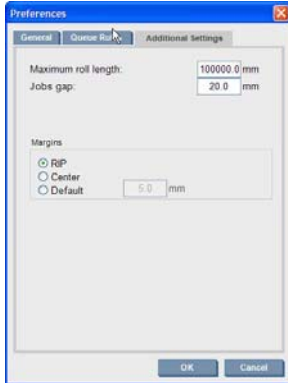 Preferences
General
Queue Ru
Additional Settings
Maximum roll length: 100000.0 mm
Jobs gap: 20.0 mm
Margins
RIP
Center
Default 5.0 mm
OK Cancel